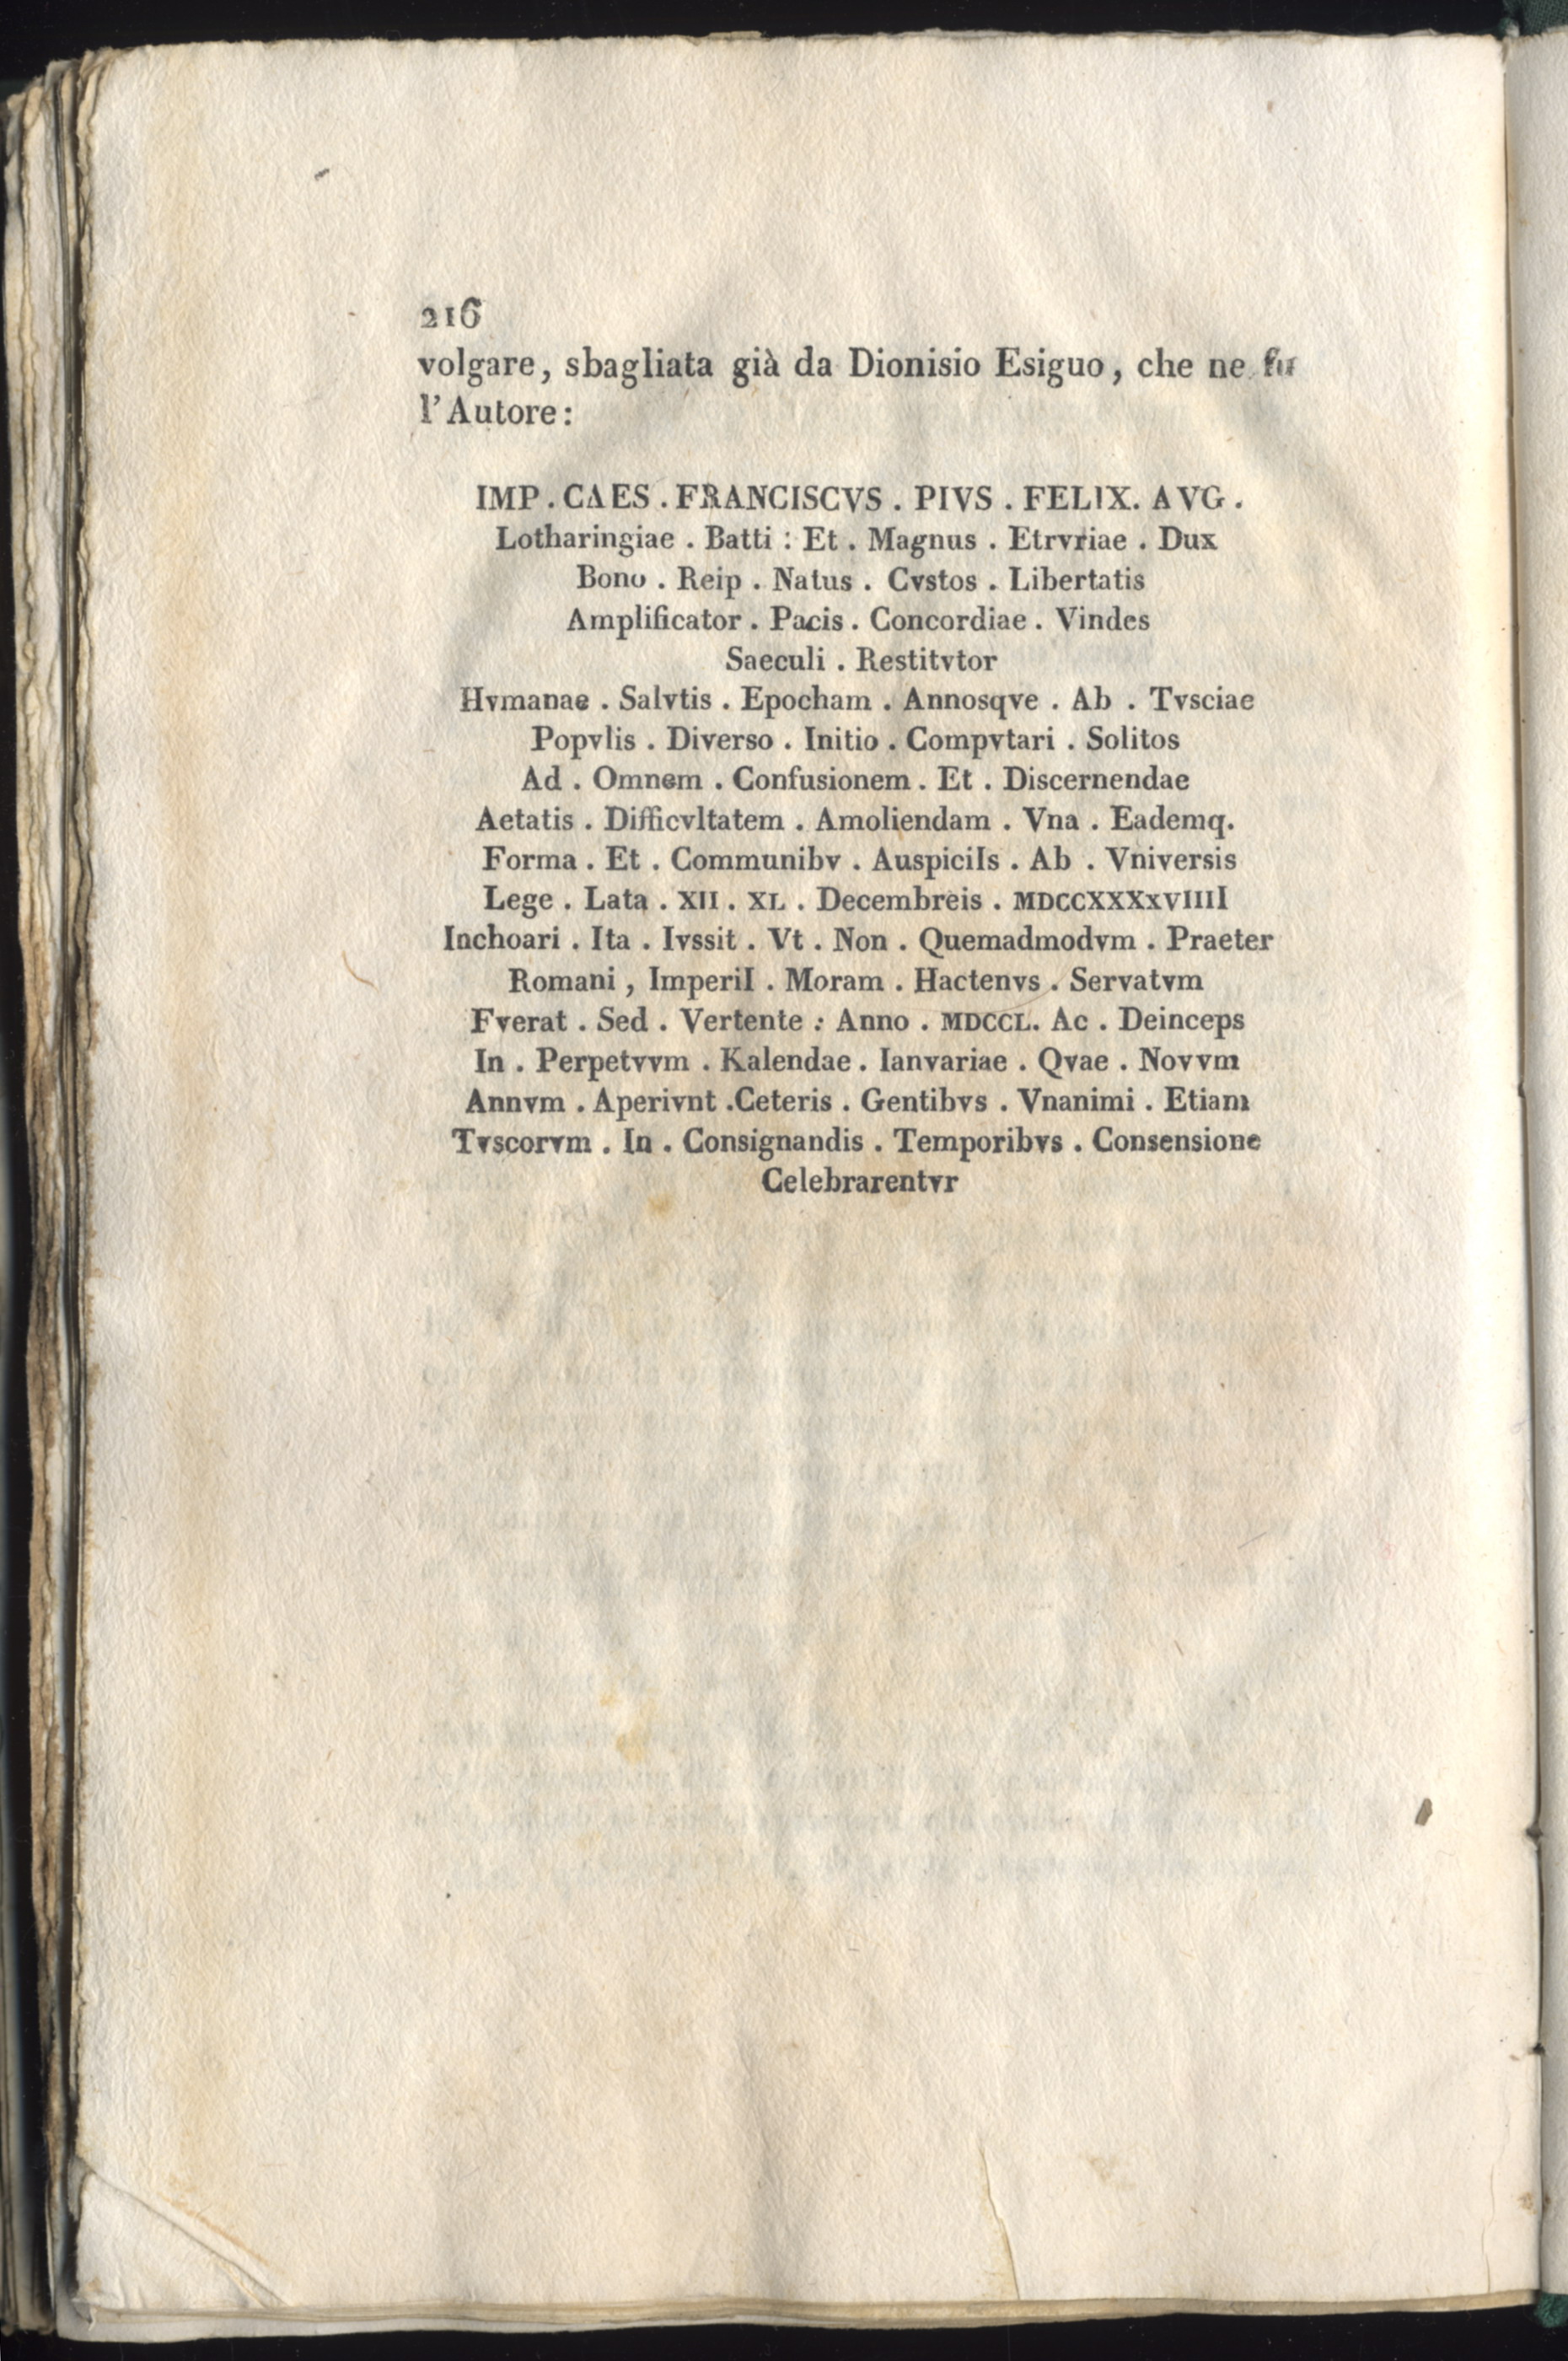 216
volgare, sbagliata già da Dionisio Esiguo, che ne fu
l'Autore:
IMP . CAES . FRANCISCVS . PIVS . FELIX. AVG .
Lotharingiae . Batti : Et . Magnus . Etrvriae . Dux
Bono . Reip . Natus . Cvstos . Libertatis
Amplificator . Pacis . Concordiae . Vindes
Saeculi . Restitvtor
Hvmanae . Salvtis . Epocham . Annosqve . Ab . Tvsciae
Popvlis . Diverso . Initio . Compvtari . Solitos
Ad . Omnem . Confusionem . Et . Discernendae
Aetatis . Difficvltatem . Amoliendam . Vna . Eademq.
Forma . Et . Communibv . AuspiciIs . Ab . Vniversis
Lege . Lata . XII . XL . Decembreis . MDCCXXXxVIIII
Inchoari . Ita . Ivssit . Vt . Non . Quemadmodvm . Praeter
Romani , ImperiI . Moram . Hactenvs . Servatvm
Fverat . Sed . Vertente : Anno . MDCCL. Ac . Deinceps
In . Perpetvvm . Kalendae . Ianvariae . Qvae . Novvm
Annvm . Aperivnt .Ceteris . Gentibvs . Vnanimi . Etiam
Tvscorvm . In . Consignandis . Temporibvs . Consensione
Celebrarentvr